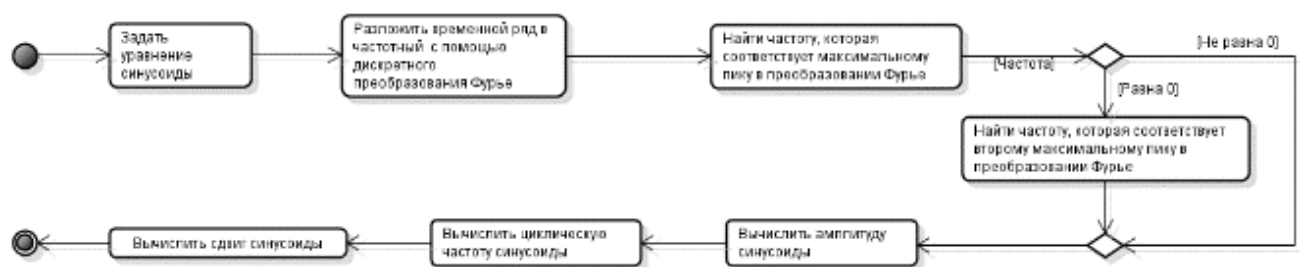 Задать
уравнение
синусоиды
Разложить временной ряд в
частотный с помощью
дискретного
преобразования Фурье
Найти частоту, которая
соответствует максимальному
пику в преобразовании Фурье
[Частота]
[Не равна 0]
[Равна 0]
Найти частоту, которая соответствует
второму максимальному пику в
преобразовании Фурье
Вычислить амплитуду
синусоиды
Вычислить циклическую
частоту синусоиды
Вычислить сдвиг синусоиды